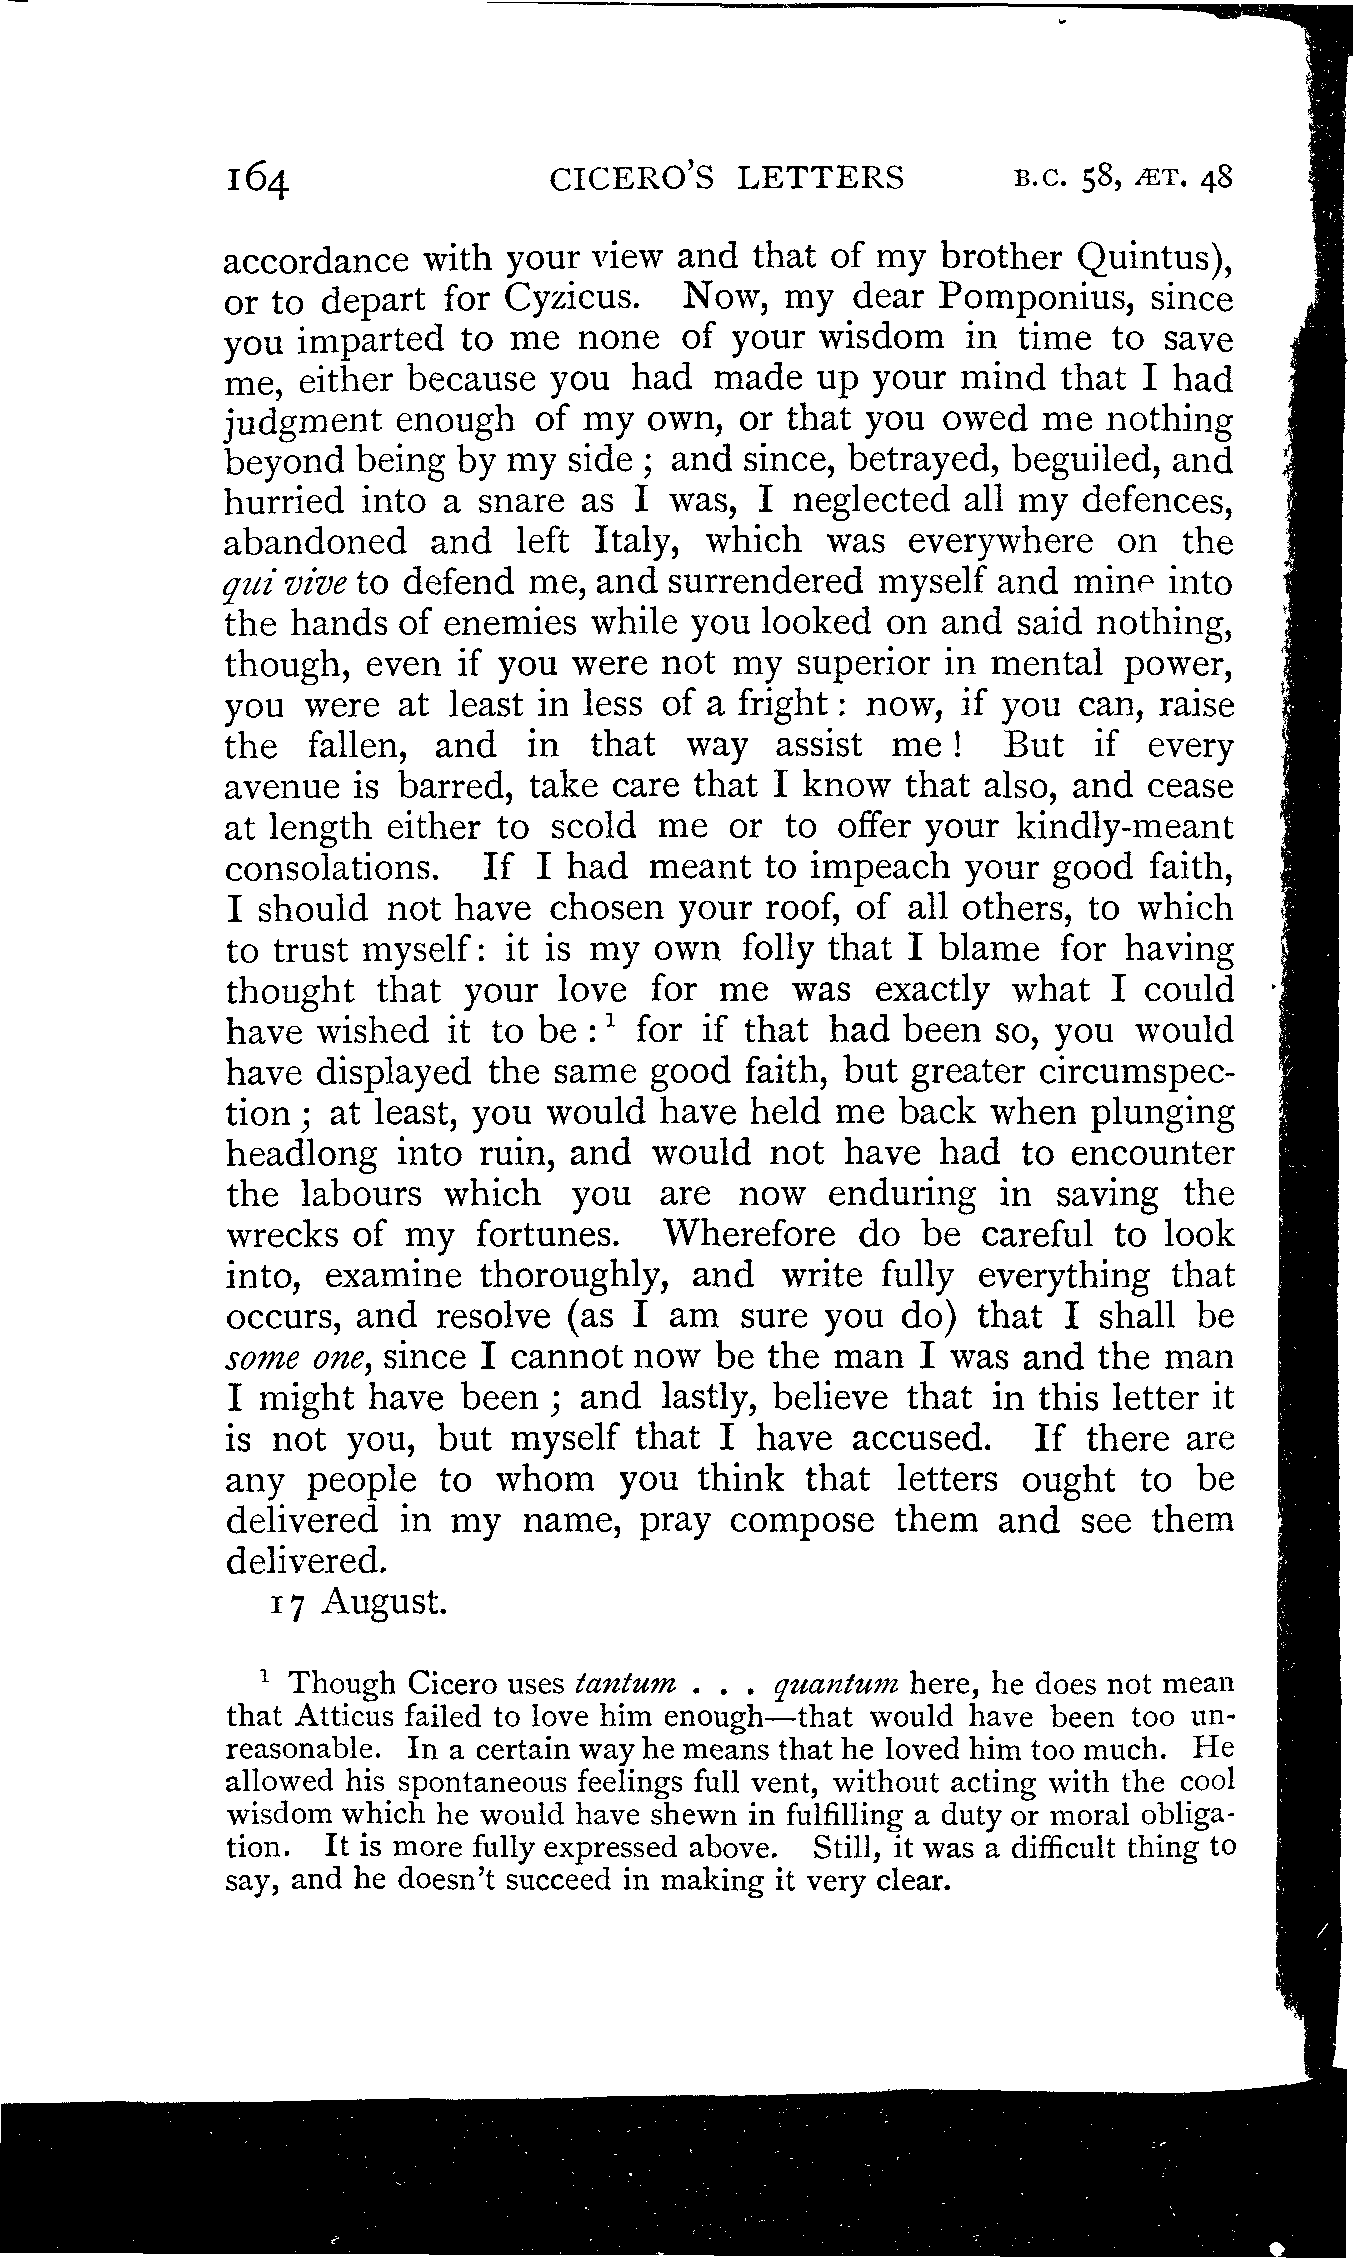 164 CICERO'S LETTERS B.C. 58, ÆT. 48
accordance with your view and that of my brother Quintus),
or to depart for Cyzicus. Now, my dear Pomponius, since
you imparted to me none of your wisdom in time to save
me, either because you had made up your mind that I had
judgment enough of my own, or that you owed me nothing
beyond being by my side ; and since, betrayed, beguiled, and
hurried into a snare as I was, I neglected all my defences,
abandoned and left Italy, which was everywhere on the
qui vive to defend me, and surrendered myself and mine into
the hands of enemies while you looked on and said nothing,
though, even if you were not my superior in mental power,
you were at least in less of a fright : now, if you can, raise
the fallen, and in that way assist me ! But if every
avenue is barred, take care that I know that also, and cease
at length either to scold me or to offer your kindly-meant
consolations. If I had meant to impeach your good faith,
I should not have chosen your roof, of all others, to which
to trust myself: it is my own folly that I blame for having
thought that your love for me was exactly what I could
have wished it to be :¹ for if that had been so, you would
have displayed the same good faith, but greater circumspec-
tion ; at least, you would have held me back when plunging
headlong into ruin, and would not have had to encounter
the labours which you are now enduring in saving the
wrecks of my fortunes. Wherefore do be careful to look
into, examine thoroughly, and write fully everything that
occurs, and resolve (as I am sure you do) that I shall be
some one, since I cannot now be the man I was and the man
I might have been ; and lastly, believe that in this letter it
is not you, but myself that I have accused. If there are
any people to whom you think that letters ought to be
delivered in my name, pray compose them and see them
delivered.
17 August.
¹ Though Cicero uses tantum . . . quantum here, he does not mean
that Atticus failed to love him enough—that would have been too un-
reasonable. In a certain way he means that he loved him too much. He
allowed his spontaneous feelings full vent, without acting with the cool
wisdom which he would have shewn in fulfilling a duty or moral obliga-
tion. It is more fully expressed above. Still, it was a difficult thing to
say, and he doesn't succeed in making it very clear.